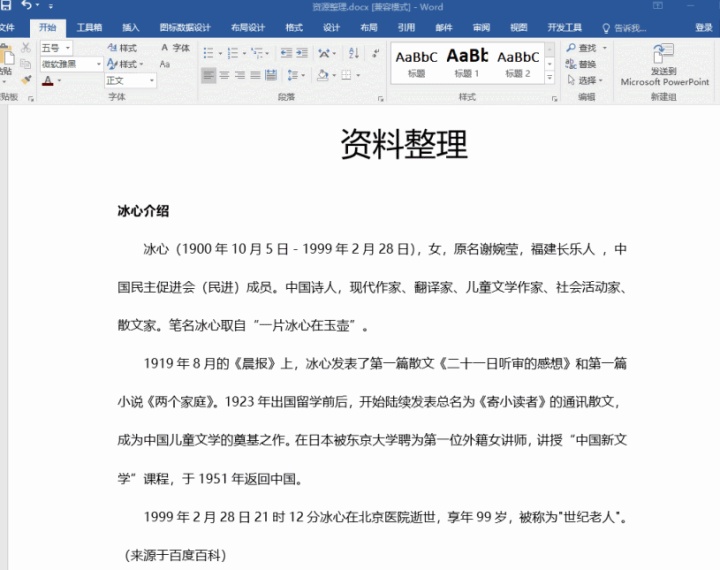 资源整理.docx [兼容模式] - Word
文件 开始 工具箱 插入 图标数据设计 布局设计 格式 设计 布局 引用 邮件 审阅 视图 开发工具 告诉我... 登录
五号 样式 A 字体
微软雅黑 样式 Aa
正文
AaBbC AaBb AaBbC
标题 标题 1 标题 2
查找
替换
选择
发送到
Microsoft PowerPoint
粘贴
贴板 字体 段落 样式 编辑 新建组
资料整理
冰心介绍
冰心（1900 年 10 月 5 日 - 1999 年 2 月 28 日），女，原名谢婉莹，福建长乐人 ，中
国民主促进会（民进）成员。中国诗人，现代作家、翻译家、儿童文学作家、社会活动家、
散文家。笔名冰心取自“一片冰心在玉壶”。
1919 年 8 月的《晨报》上，冰心发表了第一篇散文《二十一日听审的感想》和第一篇
小说《两个家庭》。1923 年出国留学前后，开始陆续发表总名为《寄小读者》的通讯散文，
成为中国儿童文学的奠基之作。在日本被东京大学聘为第一位外籍女讲师，讲授“中国新文
学”课程，于 1951 年返回中国。
1999 年 2 月 28 日 21 时 12 分冰心在北京医院逝世，享年 99 岁，被称为"世纪老人"。
（来源于百度百科）